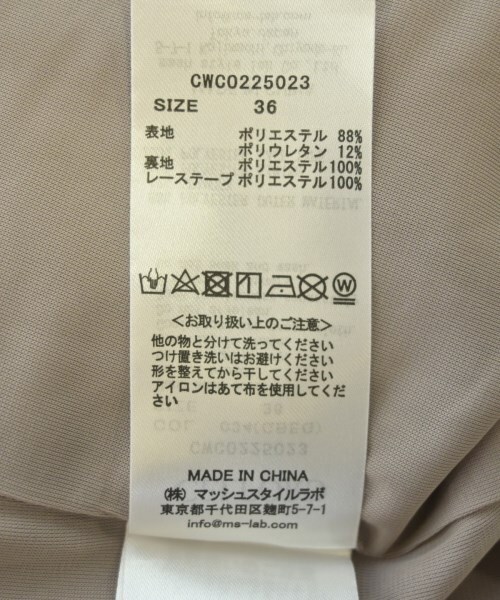 CWCO225023
SIZE 36
表地 ポリエステル 88%
ポリウレタン 12%
裏地 ポリエステル100%
レーステープ ポリエステル100%
<お取り扱い上のご注意>
他の物と分けて洗ってください
つけ置き洗いはお避けください
形を整えてから干してください
アイロンはあて布を使用してくだ
さい
MADE IN CHINA
(株) マッシュスタイルラボ
東京都千代田区麹町5-7-1
info@ms-lab.com